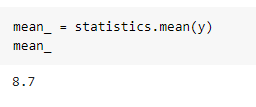 mean_ = statistics.mean(y)
mean_
8.7